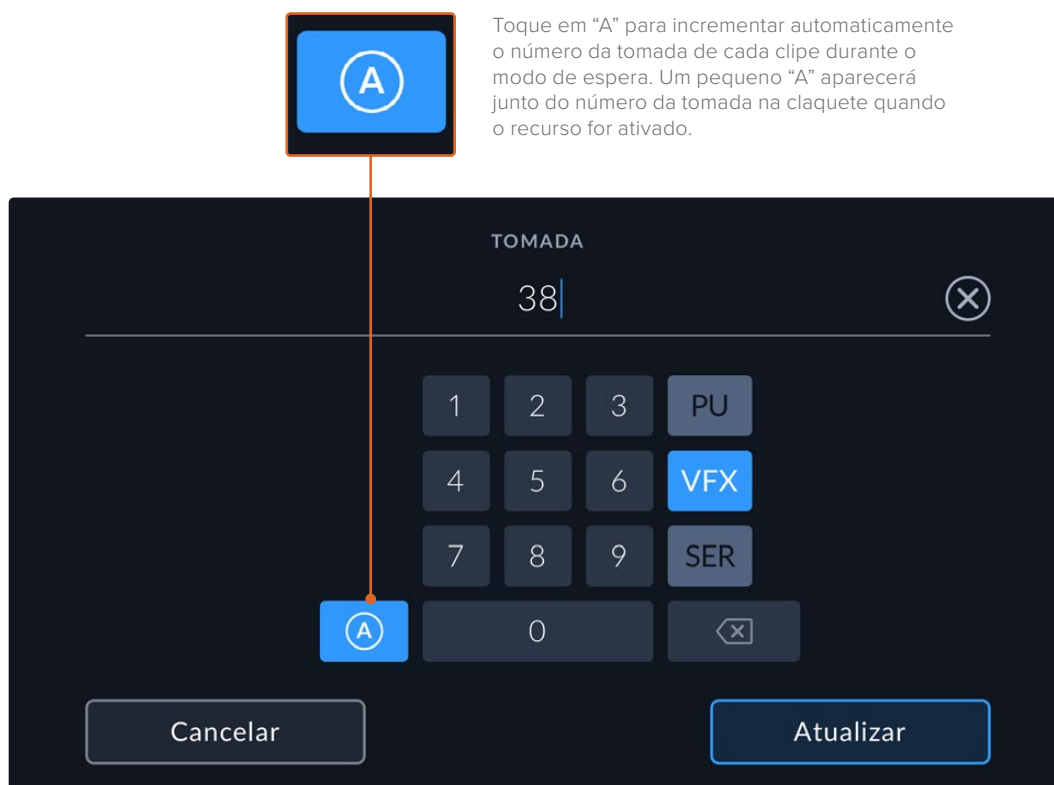 A
Toque em “A” para incrementar automaticamente
o número da tomada de cada clipe durante o
modo de espera. Um pequeno “A” aparecerá
junto do número da tomada na claquete quando
o recurso for ativado.
TOMADA
38
1 2 3 PU
4 5 6 VFX
7 8 9 SER
A 0
Cancelar Atualizar